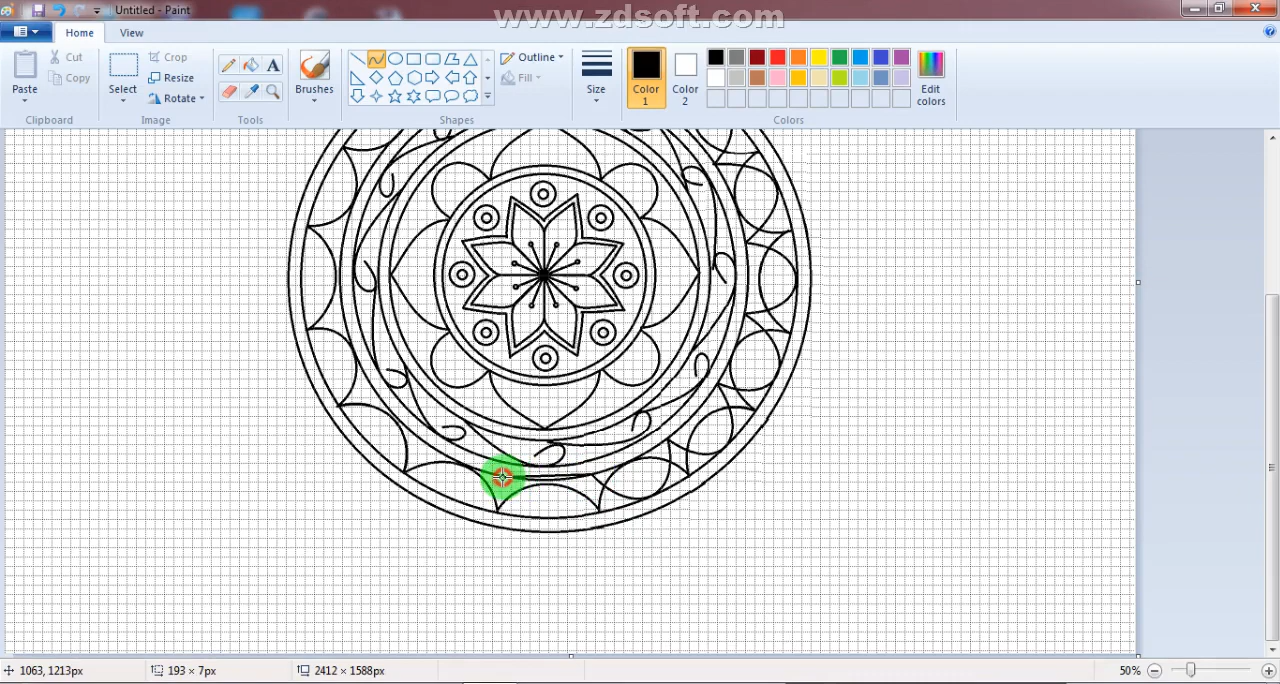 Untitled - Paint
www.zdsoft.com
Home View
Paste
Cut
Copy
Clipboard
Select
Crop
Resize
Rotate
Image
A
Tools
Brushes
Outline
Fill
Shapes
Size
Color 1
Color 2
Edit colors
Colors
1063, 1213px
193 × 7px
2412 × 1588px
50%